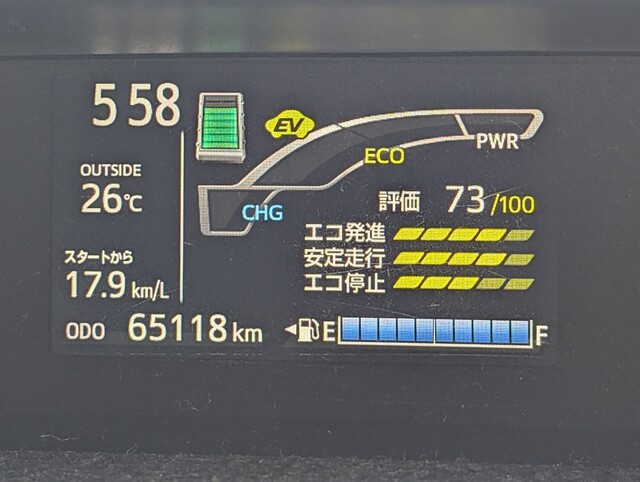 5 58
EV
PWR
ECO
OUTSIDE
26℃
CHG
評価 73/100
エコ発進
スタートから
安定走行
17.9 km/L
エコ停止
ODO 65118 km
E F